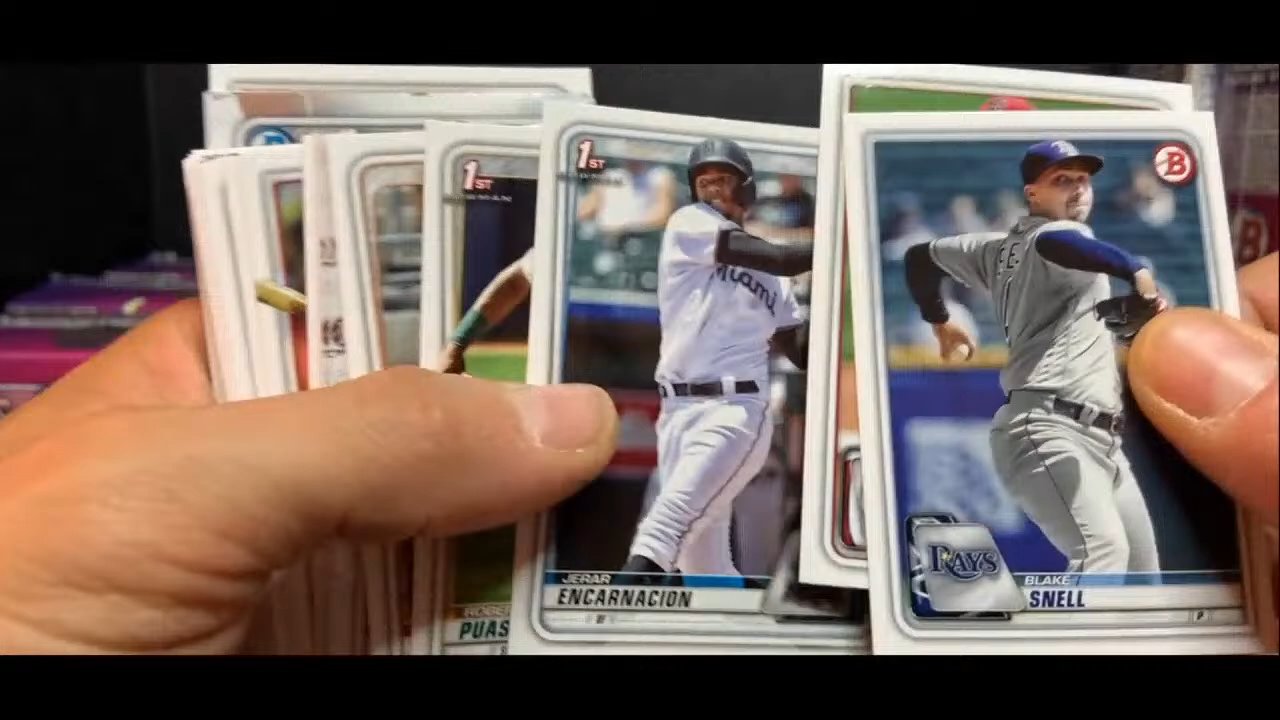 1ST
1ST
Miami
JERAR
ENCARNACION
B
RAYS
BLAKE
SNELL
P
PUAS